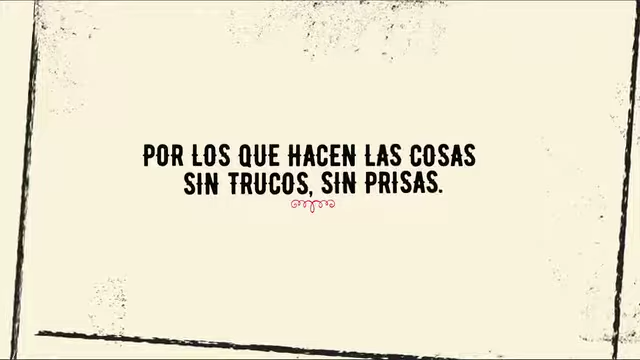 POR LOS QUE HACEN LAS COSAS
SIN TRUCOS, SIN PRISAS.